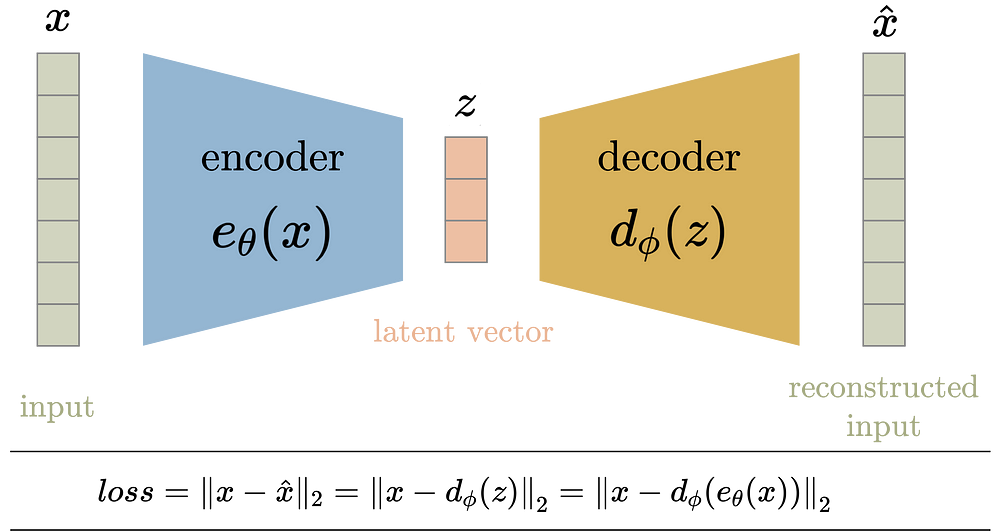 x
x̂
z
encoder
decoder
e_θ(x)
d_ϕ(z)
latent vector
input
reconstructed
input
loss = ‖x − x̂‖₂ = ‖x − d_ϕ(z)‖₂ = ‖x − d_ϕ(e_θ(x))‖₂